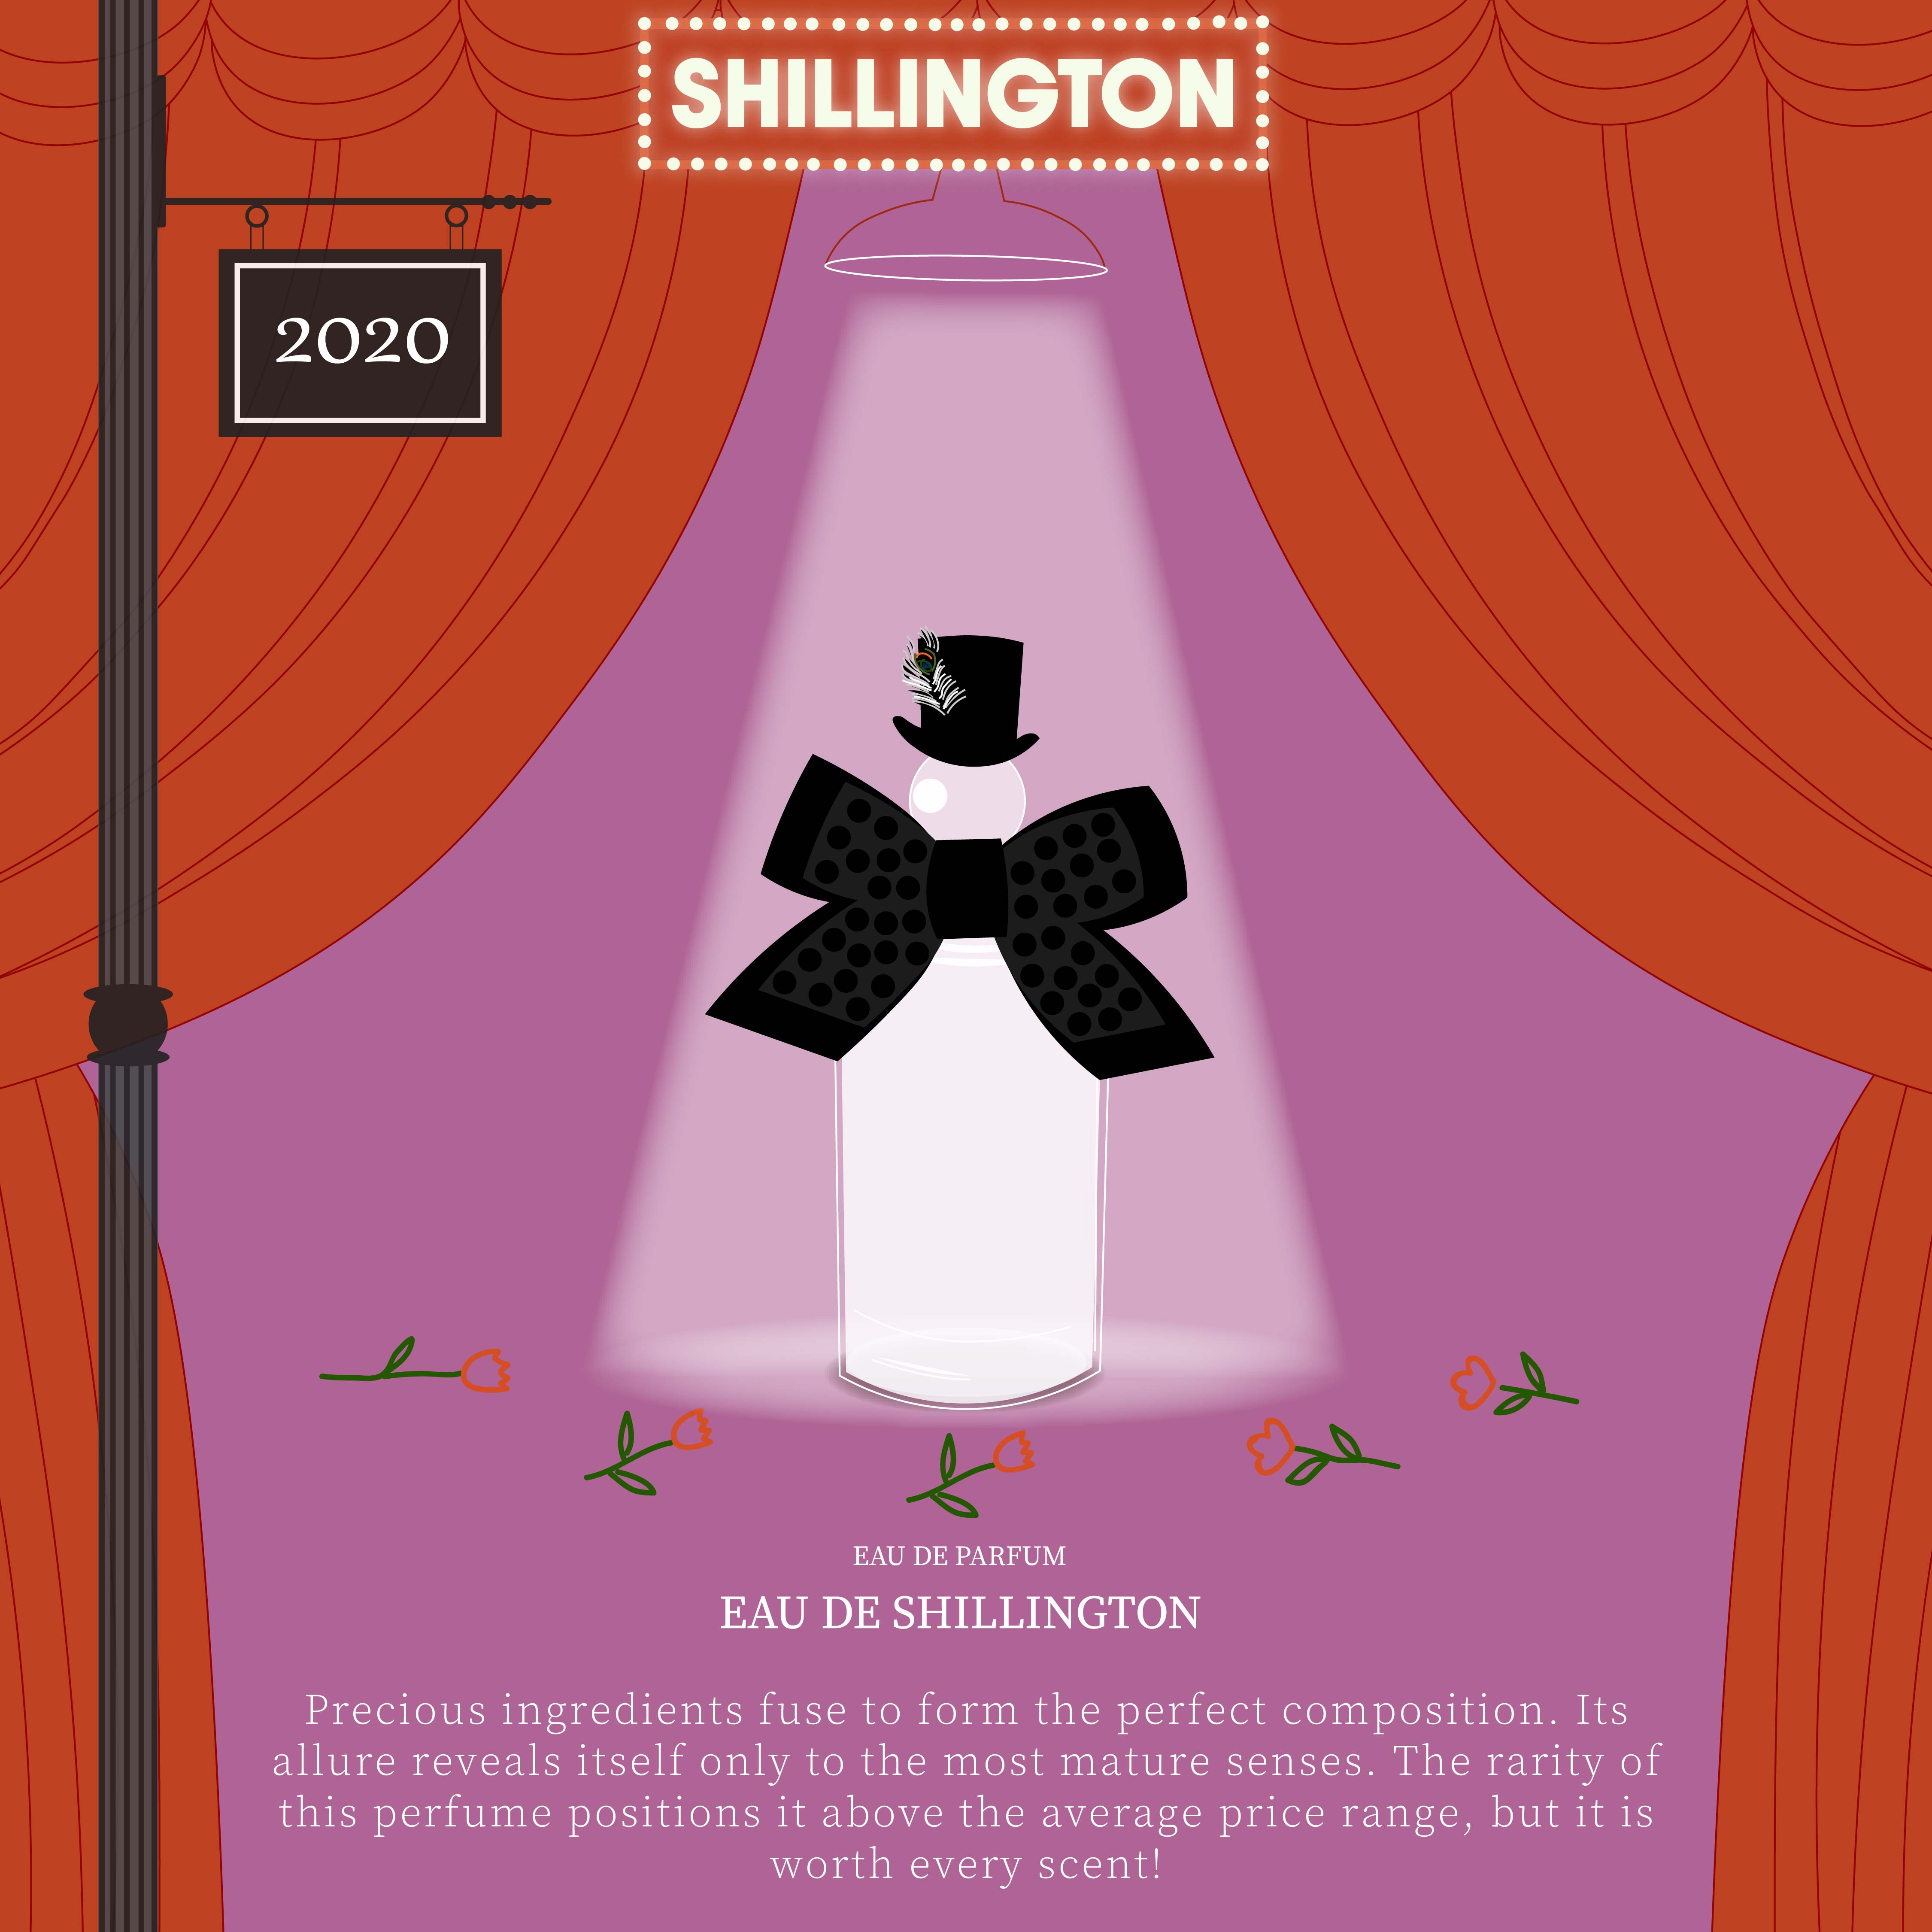 SHILLINGTON
2020
EAU DE PARFUM
EAU DE SHILLINGTON
Precious ingredients fuse to form the perfect composition. Its
allure reveals itself only to the most mature senses. The rarity of
this perfume positions it above the average price range, but it is
worth every scent!